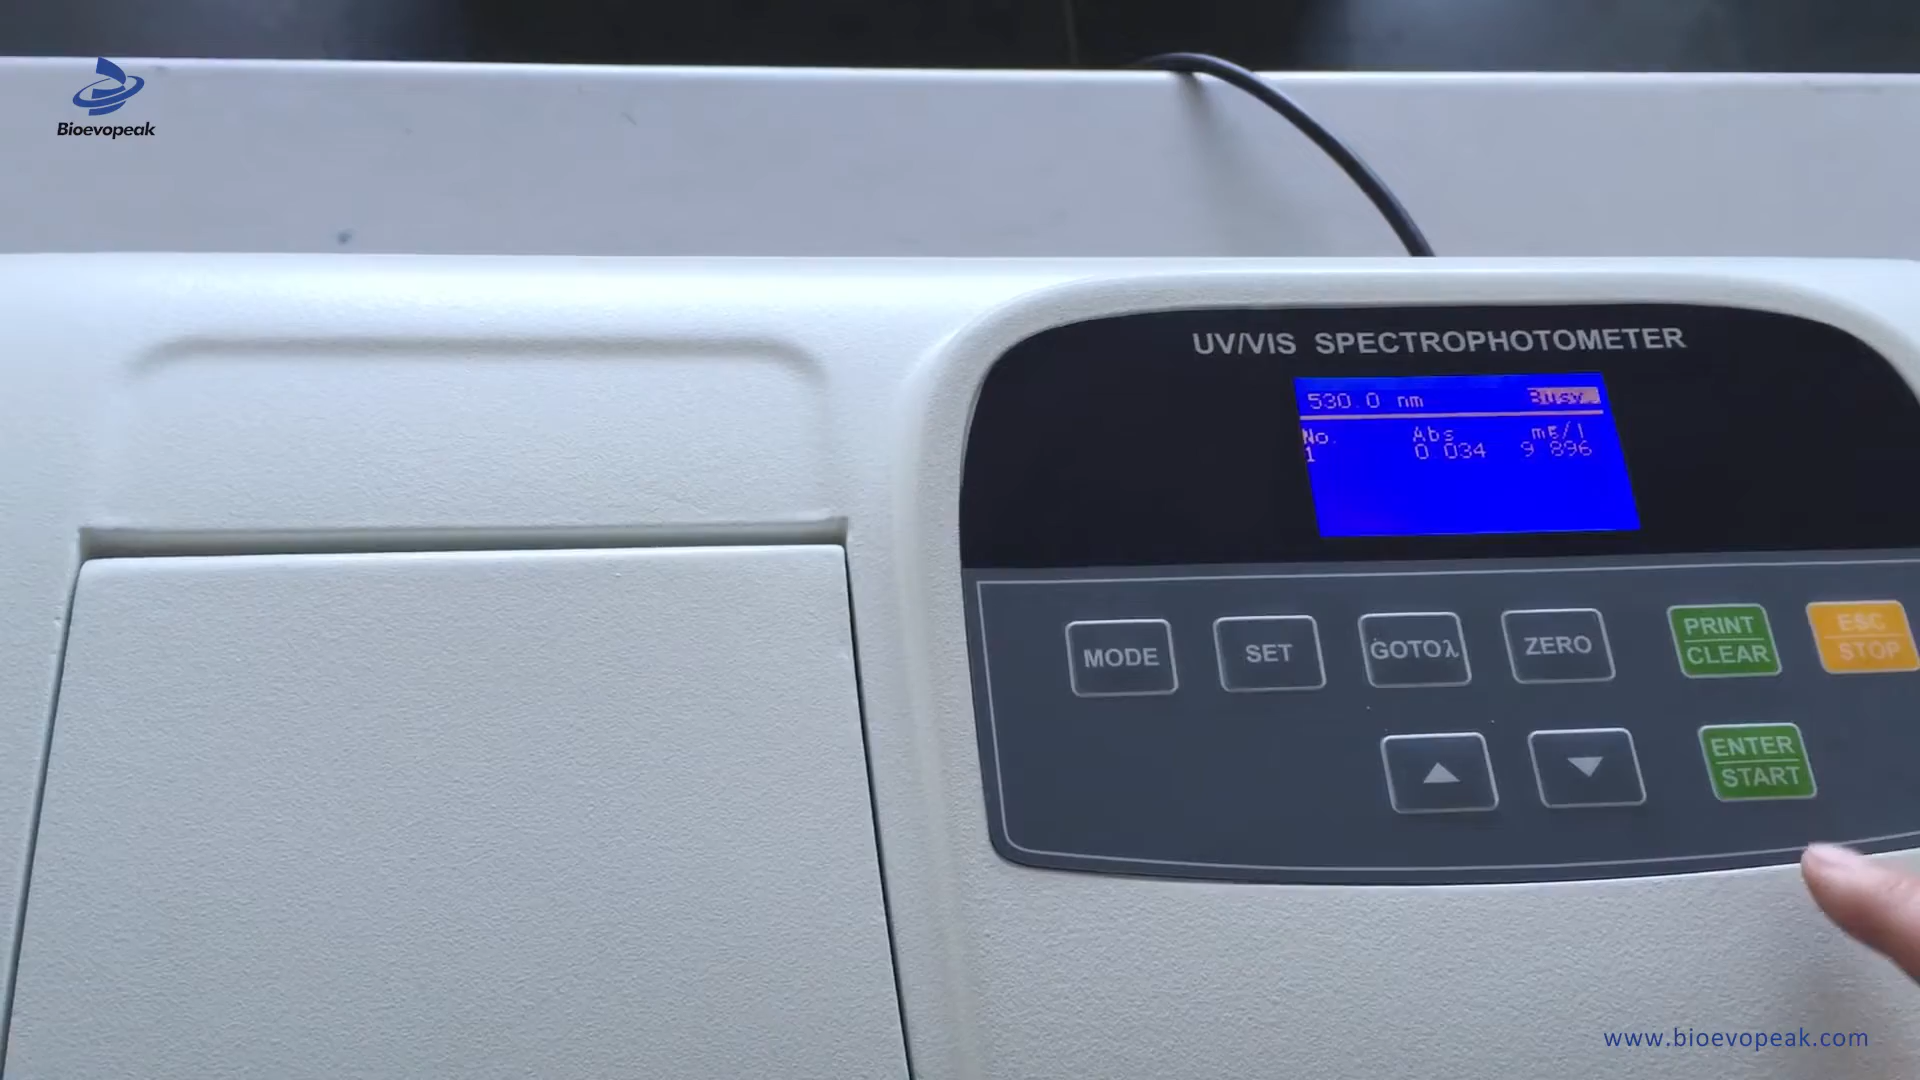 Bioevopeak
UV/VIS SPECTROPHOTOMETER
530.0 nm Busy.
No. Abs mg/l
1 0.034 9.896
MODE
SET
GOTOλ
ZERO
PRINT
CLEAR
ESC
STOP
ENTER
START
www.bioevopeak.com